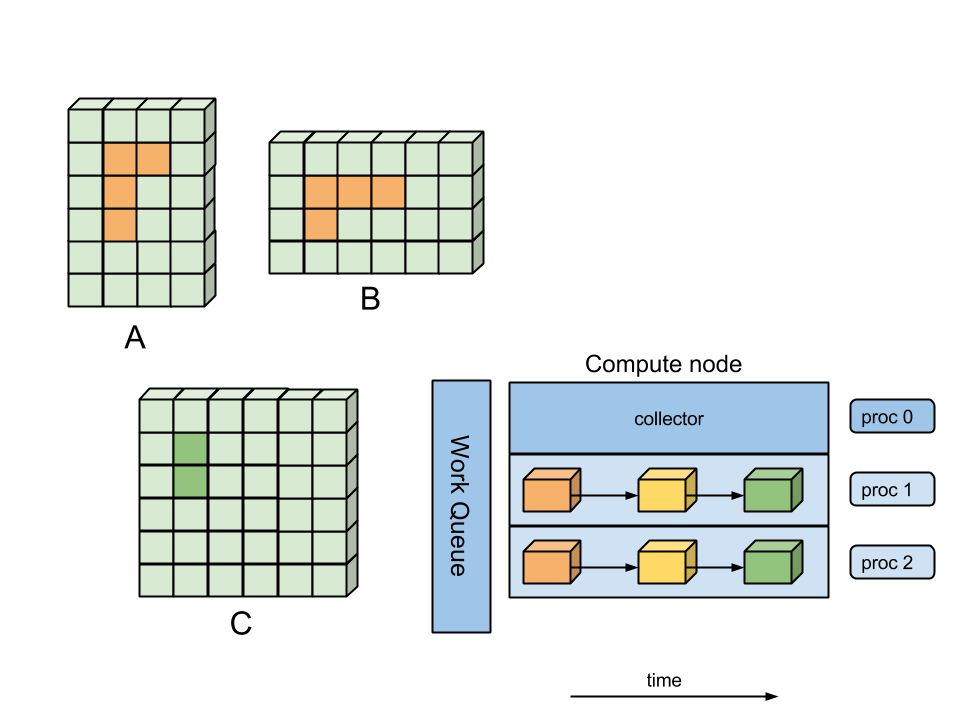 A
B
C
Compute node
Work Queue
collector
proc 0
proc 1
proc 2
time